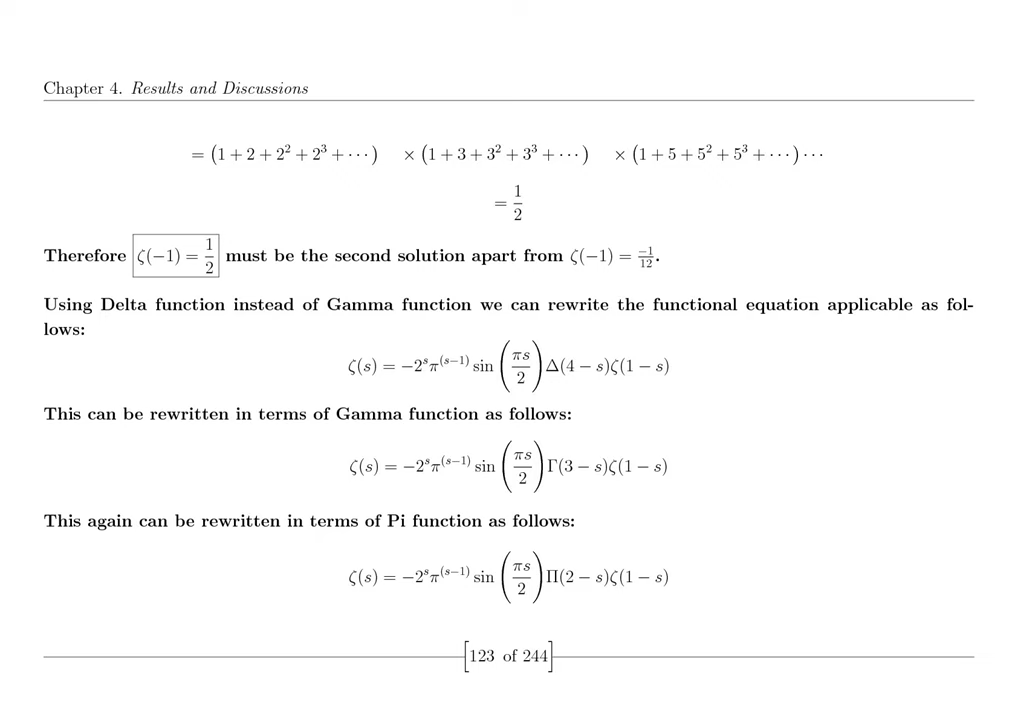 Chapter 4. Results and Discussions
= (1 + 2 + 2² + 2³ + ···) × (1 + 3 + 3² + 3³ + ···) × (1 + 5 + 5² + 5³ + ···) ···
= 1/2
Therefore ζ(−1) = 1/2 must be the second solution apart from ζ(−1) = −1/12.
Using Delta function instead of Gamma function we can rewrite the functional equation applicable as fol-
lows:
ζ(s) = −2ˢπ⁽ˢ⁻¹⁾ sin(πs/2)Δ(4 − s)ζ(1 − s)
This can be rewritten in terms of Gamma function as follows:
ζ(s) = −2ˢπ⁽ˢ⁻¹⁾ sin(πs/2)Γ(3 − s)ζ(1 − s)
This again can be rewritten in terms of Pi function as follows:
ζ(s) = −2ˢπ⁽ˢ⁻¹⁾ sin(πs/2)Π(2 − s)ζ(1 − s)
[123 of 244]